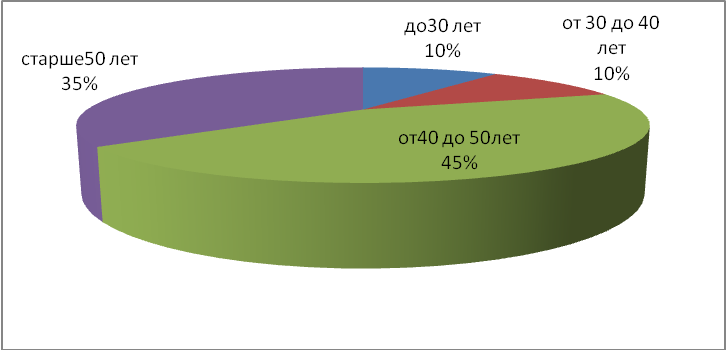 до30 лет
10%
от 30 до 40
лет
10%
старше50 лет
35%
от40 до 50лет
45%